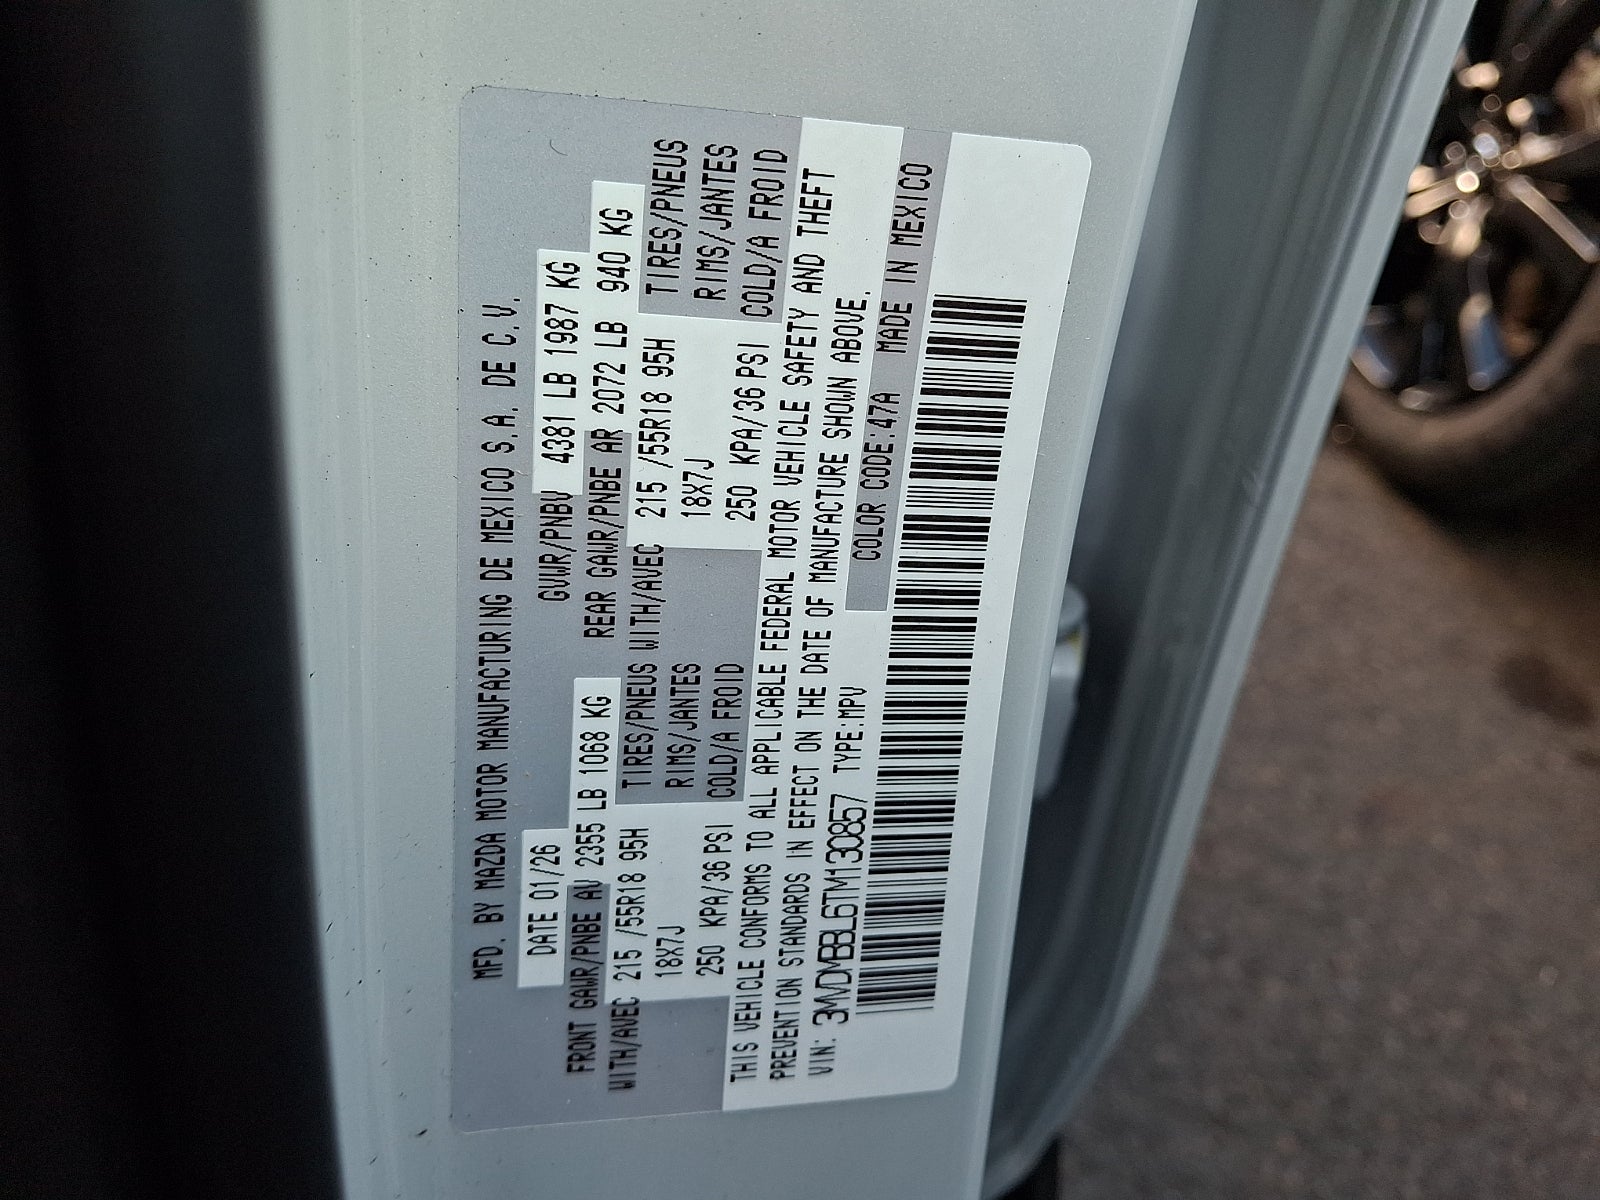 MFD. BY MAZDA MOTOR MANUFACTURING DE MEXICO S.A. DE C.V.
DATE 01/26 GVWR/PNBV 4381 LB 1987 KG
FRONT GAWR/PNBE AV 2355 LB 1068 KG REAR GAWR/PNBE AR 2072 LB 940 KG
WITH/AVEC 215 /55R18 95H TIRES/PNEUS WITH/AVEC 215 /55R18 95H TIRES/PNEUS
18X7J RIMS/JANTES 18X7J RIMS/JANTES
250 KPA/36 PSI COLD/A FROID 250 KPA/36 PSI COLD/A FROID
THIS VEHICLE CONFORMS TO ALL APPLICABLE FEDERAL MOTOR VEHICLE SAFETY AND THEFT
PREVENTION STANDARDS IN EFFECT ON THE DATE OF MANUFACTURE SHOWN ABOVE.
VIN: 3MVDMBBL6TM130857 TYPE:MPV COLOR CODE:47A MADE IN MEXICO